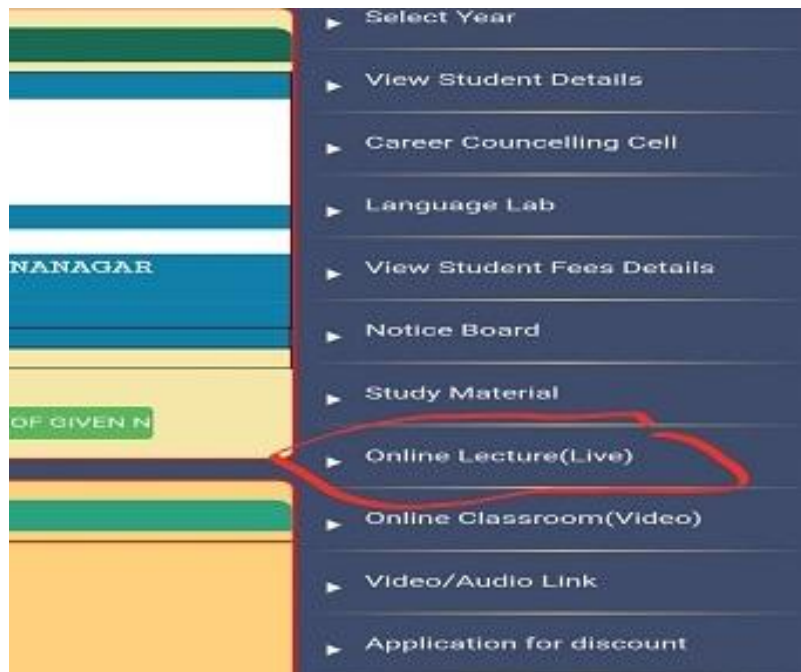 Select Year
View Student Details
Career Councelling Cell
Language Lab
NANAGAR
View Student Fees Details
Notice Board
Study Material
OF GIVEN N
Online Lecture(Live)
Online Classroom(Video)
Video/Audio Link
Application for discount